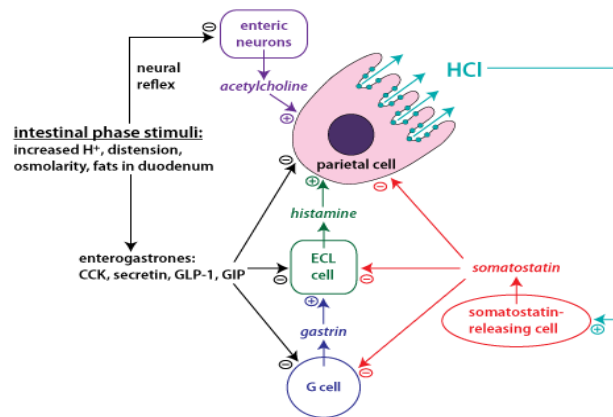 enteric
neurons
neural
reflex
acetylcholine
HCl
intestinal phase stimuli:
increased H⁺, distension,
osmolarity, fats in duodenum
parietal cell
histamine
enterogastrones:
CCK, secretin, GLP-1, GIP
ECL
cell
somatostatin
gastrin
somatostatin-
releasing cell
G cell